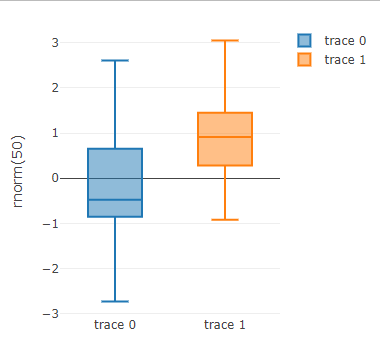 trace 0
trace 1
3
2
1
0
−1
−2
−3
rnorm(50)
trace 0
trace 1